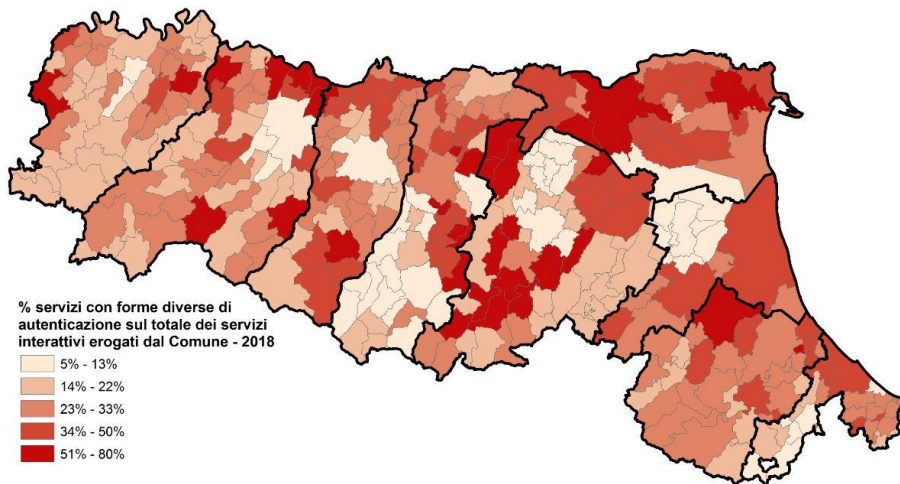 % servizi con forme diverse di
autenticazione sul totale dei servizi
interattivi erogati dal Comune - 2018
5% - 13%
14% - 22%
23% - 33%
34% - 50%
51% - 80%